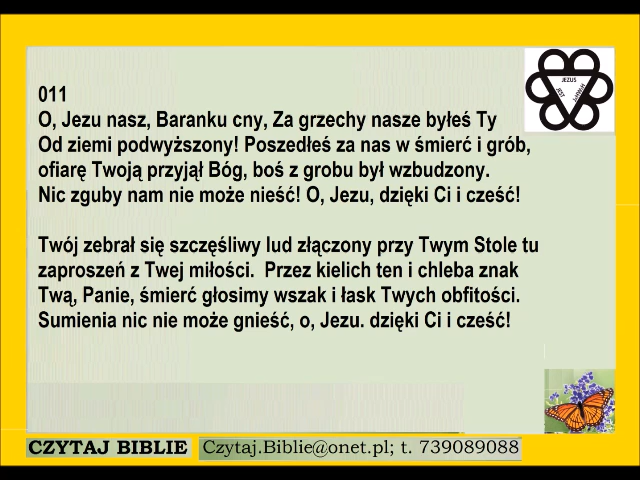 011
O, Jezu nasz, Baranku cny, Za grzechy nasze byłeś Ty
Od ziemi podwyższony! Poszedłeś za nas w śmierć i grób,
ofiarę Twoją przyjął Bóg, boś z grobu był wzbudzony.
Nic zguby nam nie może nieść! O, Jezu, dzięki Ci i cześć!
Twój zebrał się szczęśliwy lud złączony przy Twym Stole tu
zaproszeń z Twej miłości. Przez kielich ten i chleba znak
Twą, Panie, śmierć głosimy wszak i łask Twych obfitości.
Sumienia nic nie może gnieść, o, Jezu. dzięki Ci i cześć!
JEZUS
JEST
CZYTAJ BIBLIE
Czytaj.Biblie@onet.pl; t. 739089088